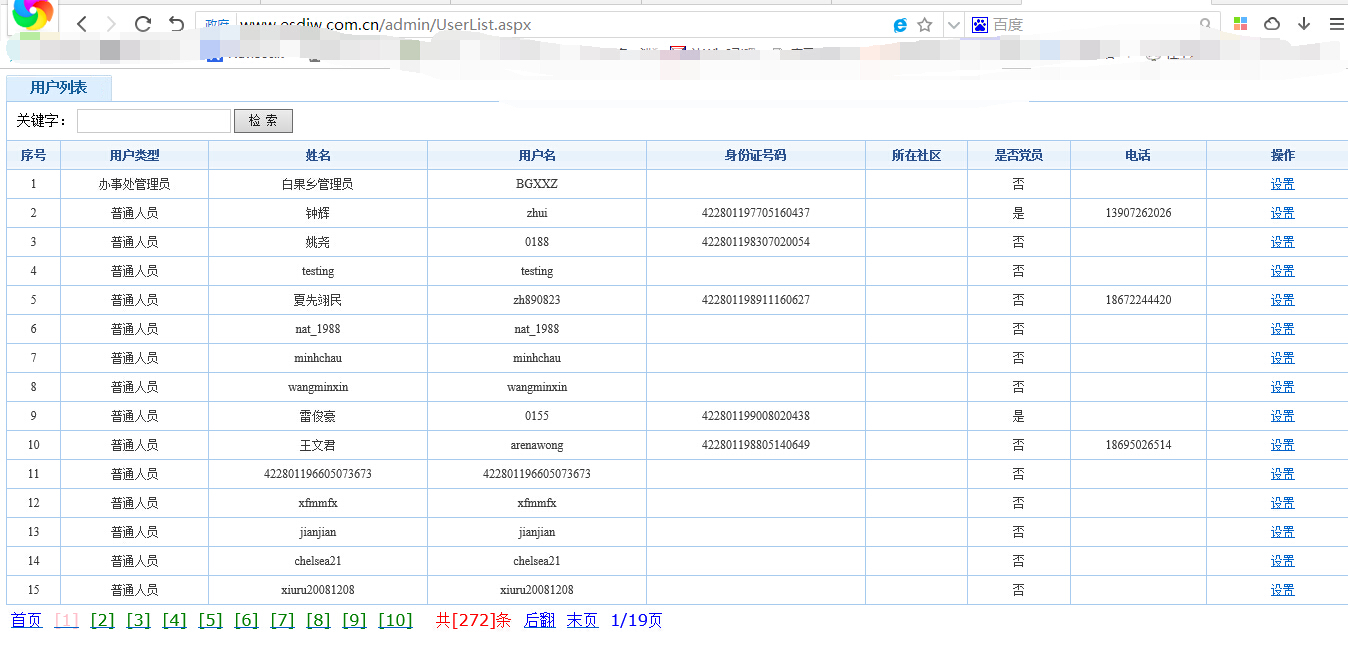 政府 www.esdjw.com.cn/admin/UserList.aspx 百度
用户列表
关键字： 检 索
序号 用户类型 姓名 用户名 身份证号码 所在社区 是否党员 电话 操作
1 办事处管理员 白果乡管理员 BGXXZ 否 设置
2 普通人员 钟辉 zhui 422801197705160437 是 13907262026 设置
3 普通人员 姚尧 0188 422801198307020054 否 设置
4 普通人员 testing testing 否 设置
5 普通人员 夏先翊民 zh890823 422801198911160627 否 18672244420 设置
6 普通人员 nat_1988 nat_1988 否 设置
7 普通人员 minhchau minhchau 否 设置
8 普通人员 wangminxin wangminxin 否 设置
9 普通人员 雷俊豪 0155 422801199008020438 是 设置
10 普通人员 王文君 arenawong 422801198805140649 否 18695026514 设置
11 普通人员 422801196605073673 422801196605073673 否 设置
12 普通人员 xfmmfx xfmmfx 否 设置
13 普通人员 jianjian jianjian 否 设置
14 普通人员 chelsea21 chelsea21 否 设置
15 普通人员 xiuru20081208 xiuru20081208 否 设置
首页 [1] [2] [3] [4] [5] [6] [7] [8] [9] [10] 共[272]条 后翻 末页 1/19页